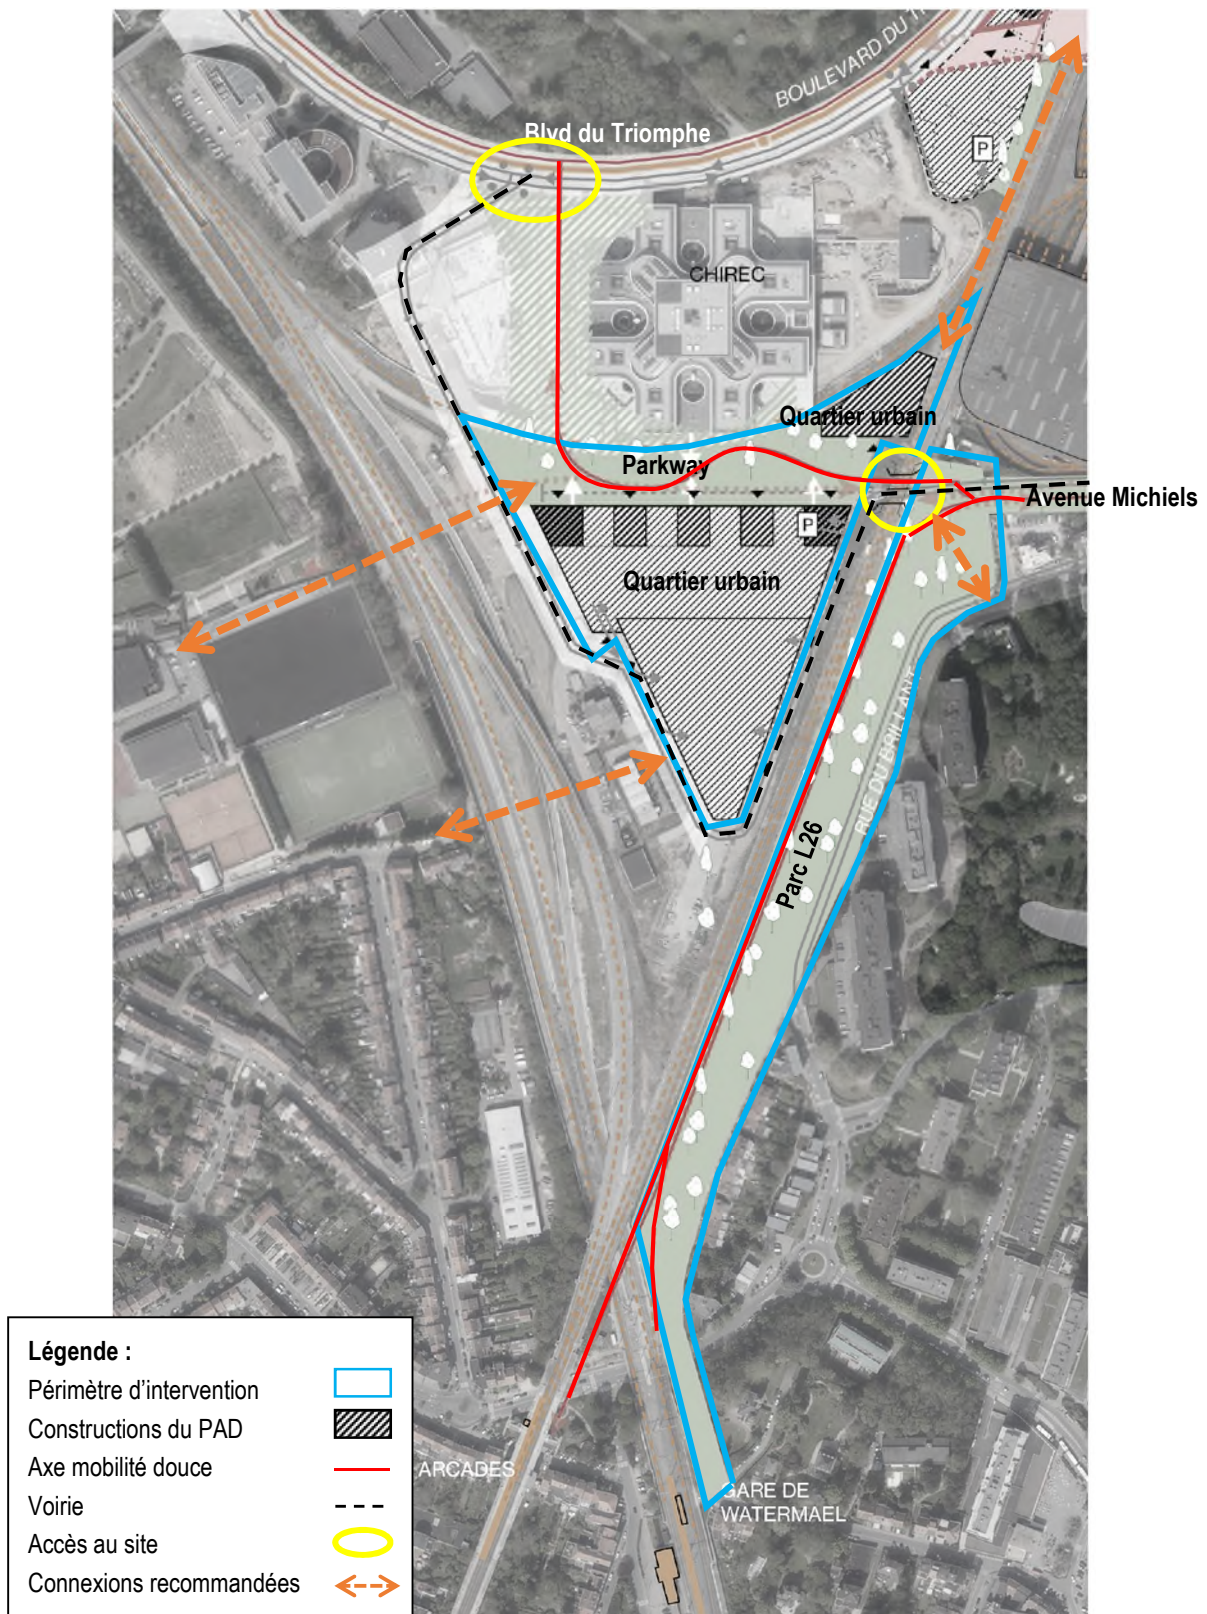 BOULEVARD DU T
Blvd du Triomphe
P
CHIREC
Quartier urbain
Parkway
Avenue Michiels
P
Quartier urbain
RUE DU BRILLANT
Parc L26
Légende :
Périmètre d'intervention
Constructions du PAD
Axe mobilité douce
ARCADES
Voirie
GARE DE
WATERMAEL
Accès au site
Connexions recommandées